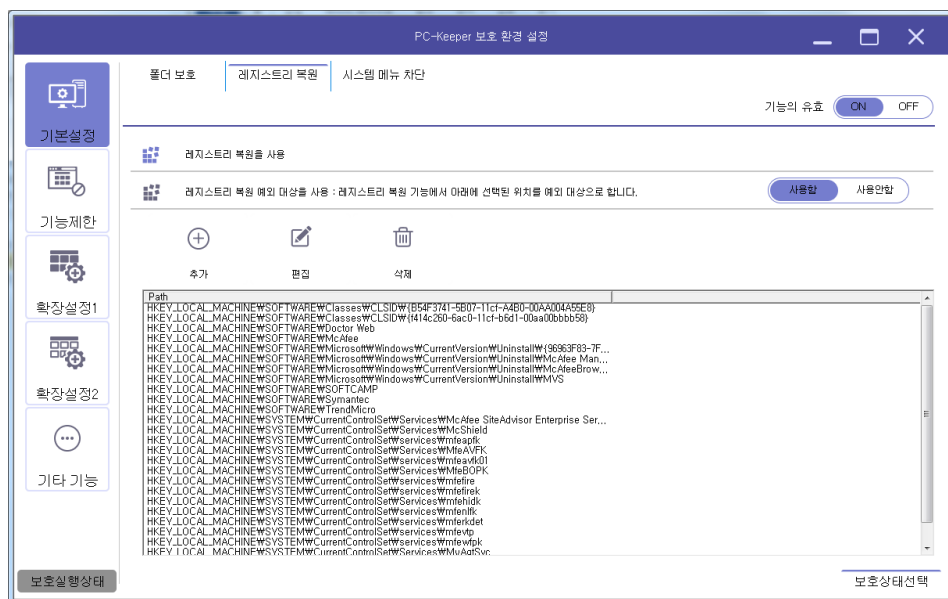 PC-Keeper 보호 환경 설정
폴더 보호 레지스트리 복원 시스템 메뉴 차단
기능의 유효 ON OFF
기본설정
기능제한
확장설정1
확장설정2
기타 기능
레지스트리 복원을 사용
레지스트리 복원 예외 대상을 사용 : 레지스트리 복원 기능에서 아래에 선택된 위치를 예외 대상으로 합니다. 사용함 사용안함
추가 편집 삭제
Path
HKEY_LOCAL_MACHINE₩SOFTWARE₩Classes₩CLSID₩{B54F3741-5B07-11cf-A4B0-00AA004A55E8}
HKEY_LOCAL_MACHINE₩SOFTWARE₩Classes₩CLSID₩{f414c260-6ac0-11cf-b6d1-00aa00bbbb58}
HKEY_LOCAL_MACHINE₩SOFTWARE₩Doctor Web
HKEY_LOCAL_MACHINE₩SOFTWARE₩McAfee
HKEY_LOCAL_MACHINE₩SOFTWARE₩Microsoft₩Windows₩CurrentVersion₩Uninstall₩{96963F83-7F...
HKEY_LOCAL_MACHINE₩SOFTWARE₩Microsoft₩Windows₩CurrentVersion₩Uninstall₩McAfee Man...
HKEY_LOCAL_MACHINE₩SOFTWARE₩Microsoft₩Windows₩CurrentVersion₩Uninstall₩McAfeeBrow...
HKEY_LOCAL_MACHINE₩SOFTWARE₩Microsoft₩Windows₩CurrentVersion₩Uninstall₩MVS
HKEY_LOCAL_MACHINE₩SOFTWARE₩SOFTCAMP
HKEY_LOCAL_MACHINE₩SOFTWARE₩Symantec
HKEY_LOCAL_MACHINE₩SOFTWARE₩TrendMicro
HKEY_LOCAL_MACHINE₩SYSTEM₩CurrentControlSet₩Services₩McAfee SiteAdvisor Enterprise Ser...
HKEY_LOCAL_MACHINE₩SYSTEM₩CurrentControlSet₩Services₩McShield
HKEY_LOCAL_MACHINE₩SYSTEM₩CurrentControlSet₩services₩mfeapfk
HKEY_LOCAL_MACHINE₩SYSTEM₩CurrentControlSet₩Services₩MfeAVFK
HKEY_LOCAL_MACHINE₩SYSTEM₩CurrentControlSet₩services₩mfeavfk01
HKEY_LOCAL_MACHINE₩SYSTEM₩CurrentControlSet₩Services₩MfeBOPK
HKEY_LOCAL_MACHINE₩SYSTEM₩CurrentControlSet₩services₩mfefire
HKEY_LOCAL_MACHINE₩SYSTEM₩CurrentControlSet₩services₩mfefirek
HKEY_LOCAL_MACHINE₩SYSTEM₩CurrentControlSet₩Services₩mfehidk
HKEY_LOCAL_MACHINE₩SYSTEM₩CurrentControlSet₩services₩mfenlfk
HKEY_LOCAL_MACHINE₩SYSTEM₩CurrentControlSet₩services₩mferkdet
HKEY_LOCAL_MACHINE₩SYSTEM₩CurrentControlSet₩services₩mfevtp
HKEY_LOCAL_MACHINE₩SYSTEM₩CurrentControlSet₩services₩mfewfpk
HKEY_LOCAL_MACHINE₩SYSTEM₩CurrentControlSet₩Services₩MyAgtSvc
보호실행상태
보호상태선택